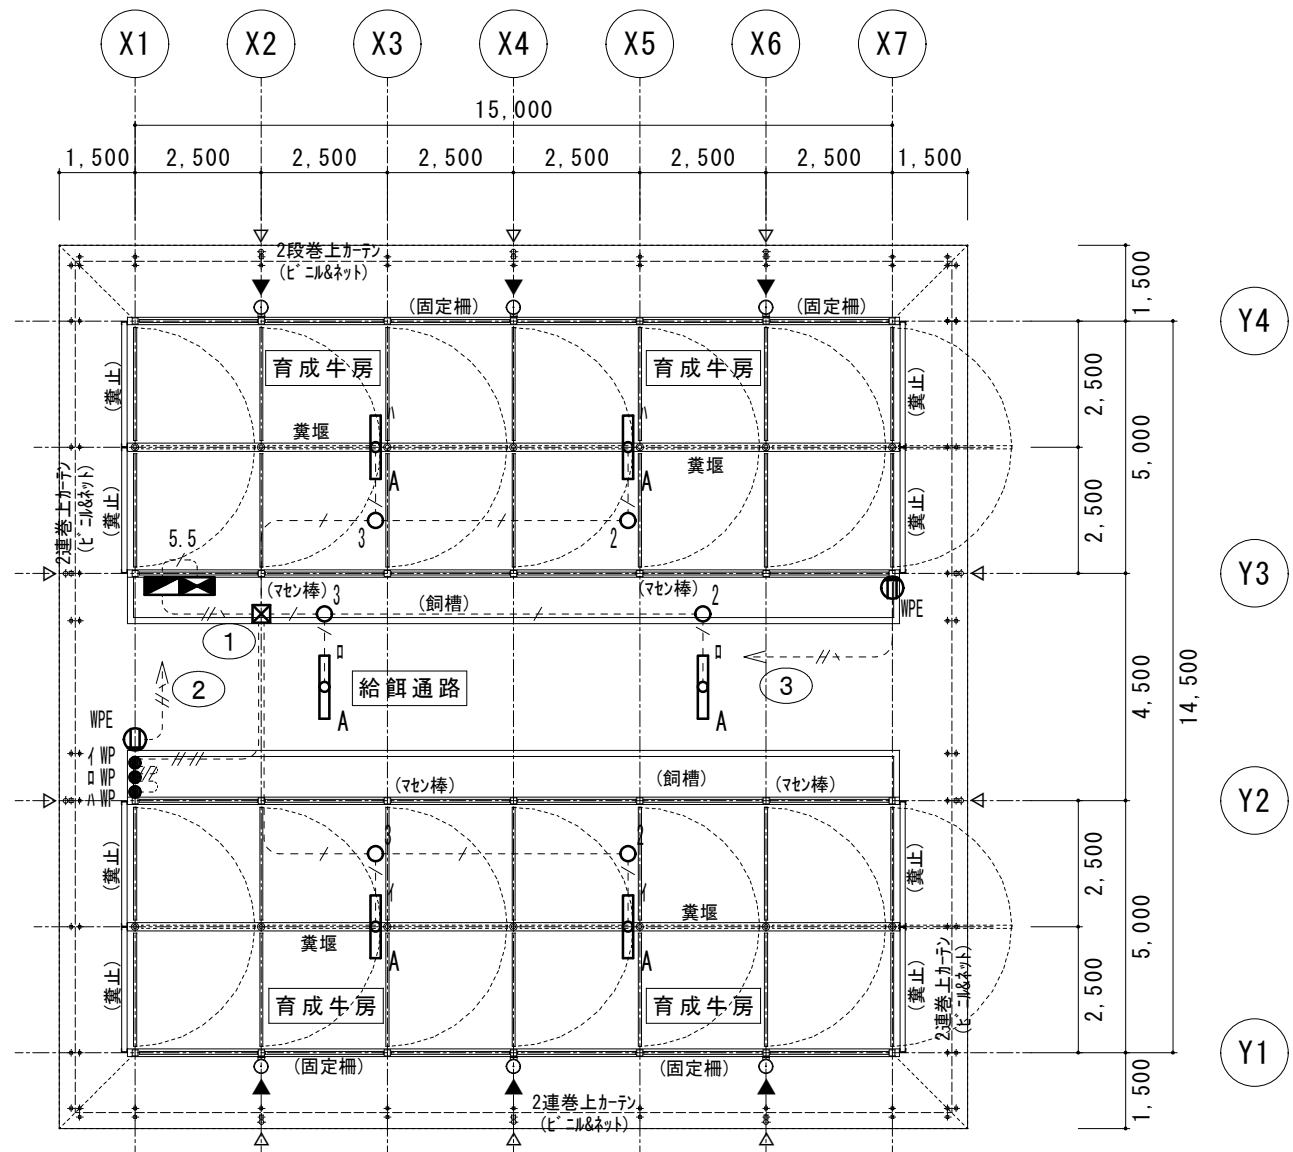 X1 X2 X3 X4 X5 X6 X7
15,000
1,500 2,500 2,500 2,500 2,500 2,500 2,500 1,500
2段巻上カーテン
(ビニル&ネット)
1,500
(固定柵) (固定柵)
Y4
育成牛房 育成牛房
(糞止) (糞止)
2,500
ハ ハ
糞堰
糞堰
5,000
A A
2連巻上カーテン
(ビニル&ネット)
(糞止) (糞止)
2,500
3 2
5.5
Y3
(マセン棒) 3 (飼槽) (マセン棒) 2
WPE
1
ロ ロ
2 給餌通路 3
4,500
14,500
A A
WPE
イ WP
ロ WP
ハ WP
(マセン棒) (飼槽) (マセン棒)
Y2
3 2
(糞止) (糞止)
2,500
イ イ
糞堰
糞堰
5,000
A A
2連巻上カーテン
(ビニル&ネット)
(糞止) (糞止)
2,500
育成牛房 育成牛房
Y1
(固定柵) (固定柵)
1,500
2連巻上カーテン
(ビニル&ネット)